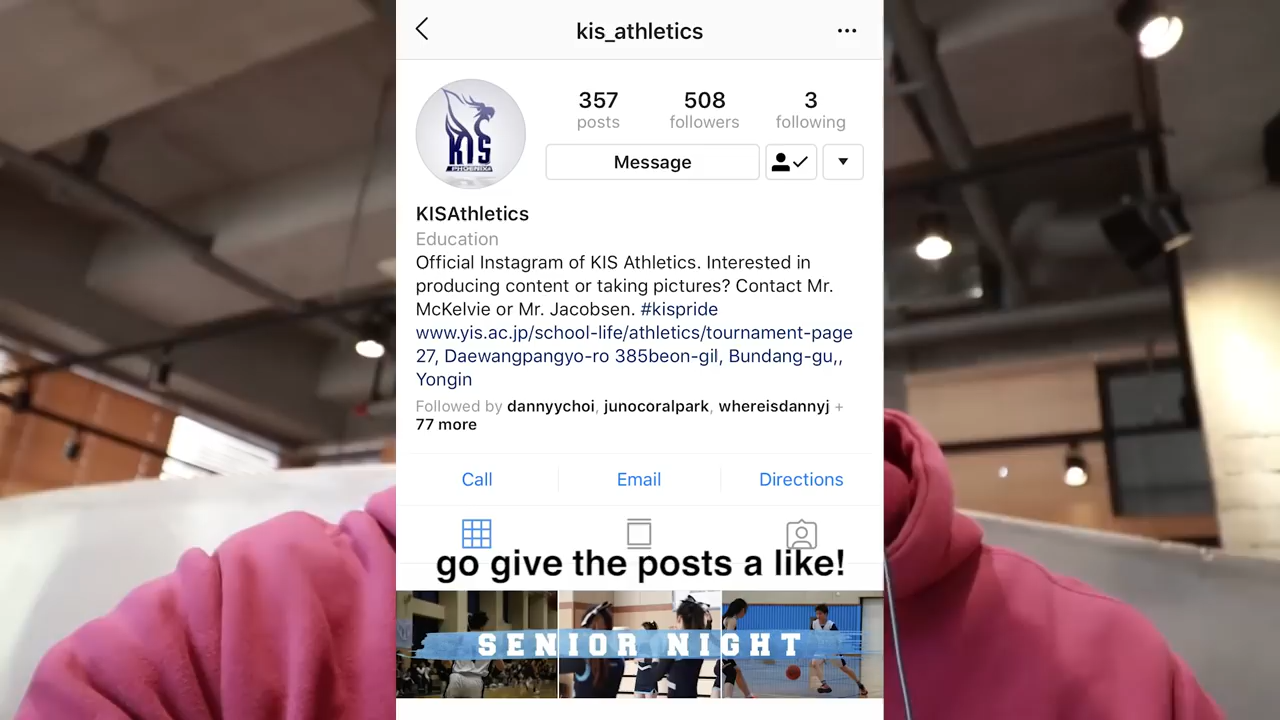 kis_athletics
357
508
3
posts
followers
following
KIS
PHOENIX
Message
KISAthletics
Education
Official Instagram of KIS Athletics. Interested in
producing content or taking pictures? Contact Mr.
McKelvie or Mr. Jacobsen. #kispride
www.yis.ac.jp/school-life/athletics/tournament-page
27, Daewangpangyo-ro 385beon-gil, Bundang-gu,,
Yongin
Followed by dannyychoi, junocoralpark, whereisdannyj +
77 more
Call
Email
Directions
go give the posts a like!
SENIOR NIGHT